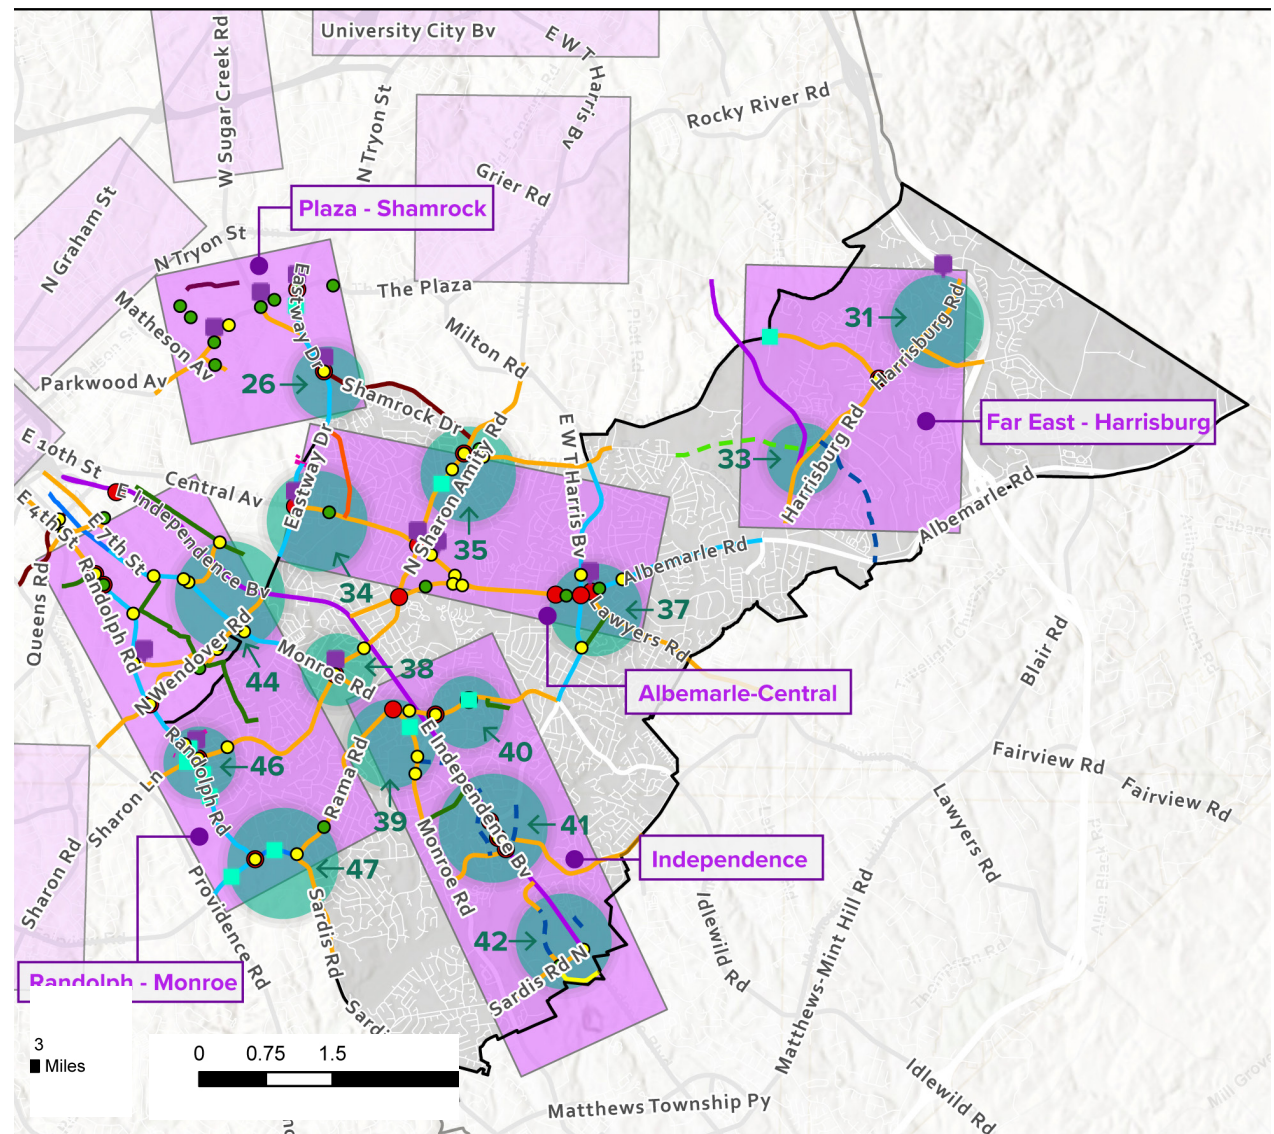 University City Bv
E W T Harris Bv
W Sugar Creek Rd
N Tryon St
Rocky River Rd
Grier Rd
N Graham St
Plaza - Shamrock
N Tryon St
Eastway Dr
The Plaza
Matheson Av
Milton Rd
31
Harrisburg Rd
Parkwood Av
26
Shamrock Dr
Far East - Harrisburg
E 10th St
Central Av
Eastway Dr
N Sharon Amity Rd
E W T Harris Bv
33
Harrisburg Rd
Albemarle Rd
E 4th St
E 7th St
E Independence Bv
35
34
Albemarle Rd
37
Lawyers Rd
Queens Rd
Randolph Rd
N Wendover Rd
44
Monroe Rd
38
Albemarle-Central
Blair Rd
Randolph Rd
46
Rama Rd
E Independence Bv
40
Fairview Rd
Fairview Rd
Sharon Ln
39
41
Monroe Rd
Independence
Lawyers Rd
Sharon Rd
47
Providence Rd
Sardis Rd
42
Sardis Rd N
Idlewild Rd
Matthews-Mint Hill Rd
Randolph - Monroe
Sardi
3
Miles
0 0.75 1.5
Idlewild Rd
Matthews Township Py